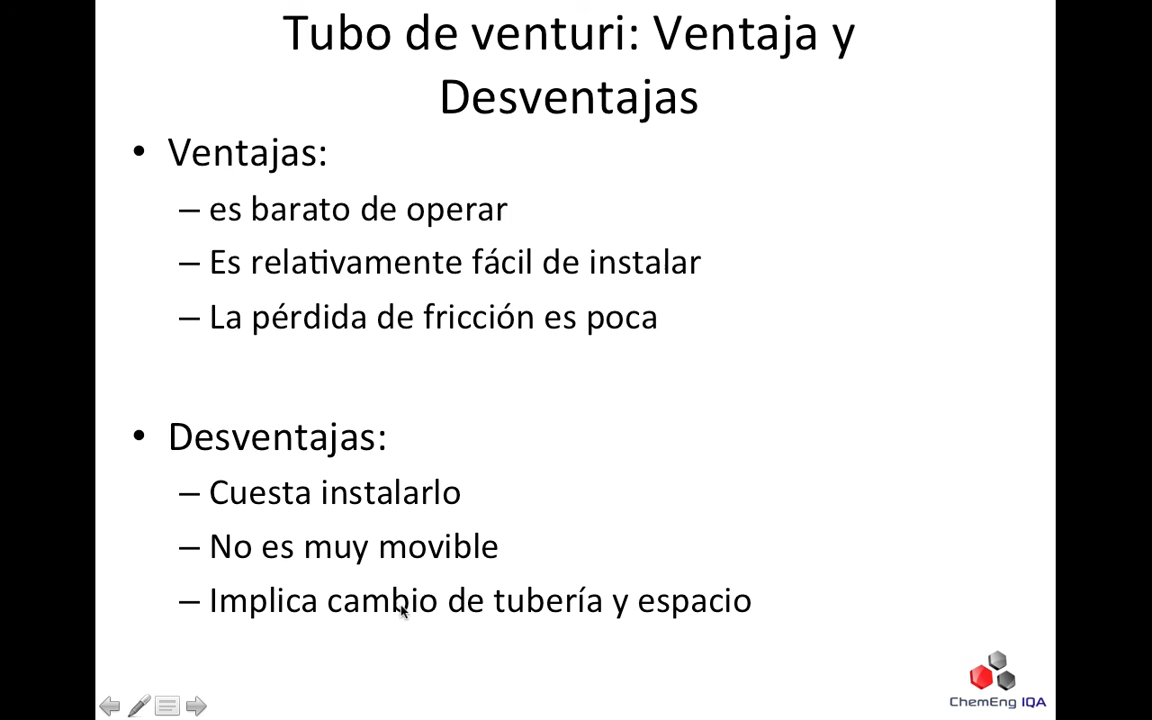 Tubo de venturi: Ventaja y
Desventajas
• Ventajas:
– es barato de operar
– Es relativamente fácil de instalar
– La pérdida de fricción es poca
• Desventajas:
– Cuesta instalarlo
– No es muy movible
– Implica cambio de tubería y espacio
ChemEng IQA